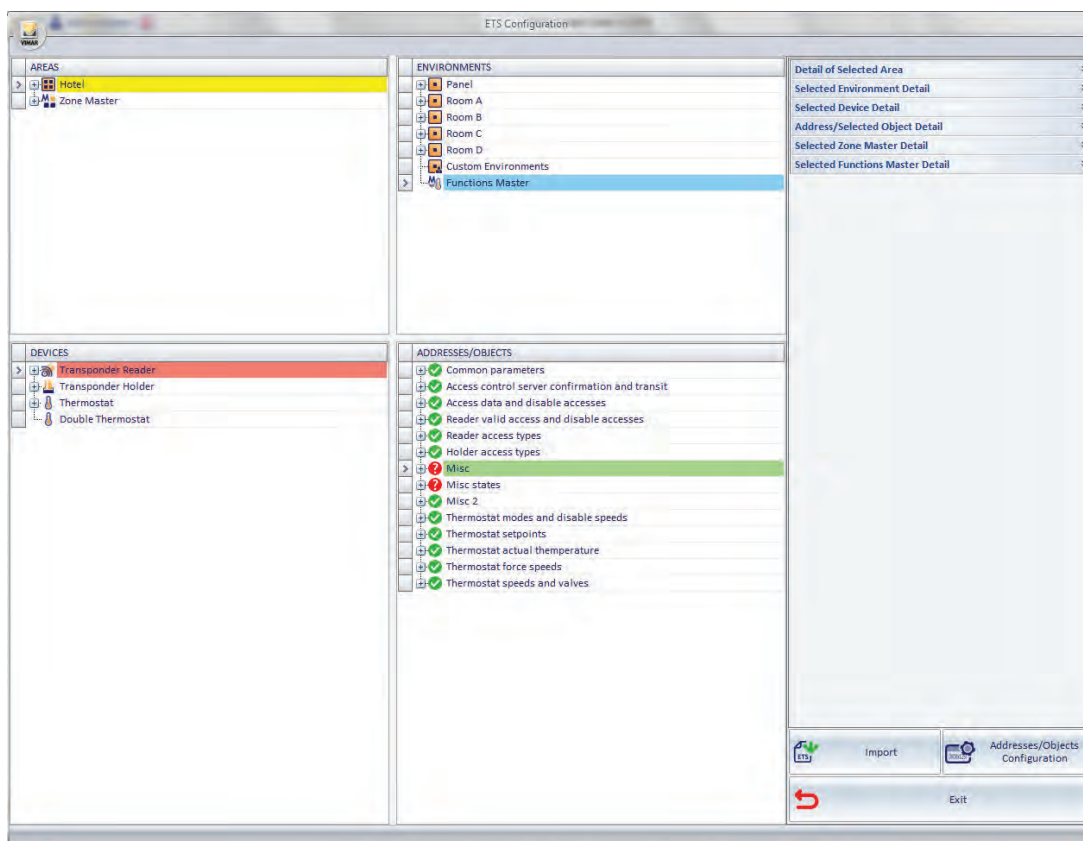 ETS Configuration
VIMAR
AREAS
Hotel
Zone Master
ENVIRONMENTS
Panel
Room A
Room B
Room C
Room D
Custom Environments
Functions Master
Detail of Selected Area
Selected Environment Detail
Selected Device Detail
Address/Selected Object Detail
Selected Zone Master Detail
Selected Functions Master Detail
DEVICES
Transponder Reader
Transponder Holder
Thermostat
Double Thermostat
ADDRESSES/OBJECTS
Common parameters
Access control server confirmation and transit
Access data and disable accesses
Reader valid access and disable accesses
Reader access types
Holder access types
Misc
Misc states
Misc 2
Thermostat modes and disable speeds
Thermostat setpoints
Thermostat actual themperature
Thermostat force speeds
Thermostat speeds and valves
ETS
Import
Addresses/Objects
Configuration
Exit